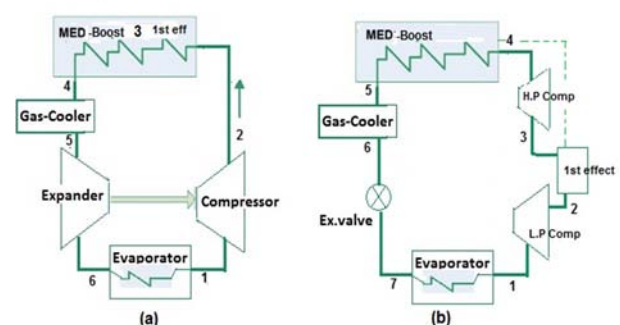 MED -Boost 3 1st eff
4
Gas-Cooler
5
2
Expander
Compressor
Evaporator
6
1
(a)
MED -Boost
4
5
H.P Comp
Gas-Cooler
3
6
1st effect
2
Ex.valve
L.P Comp
Evaporator
7
1
(b)